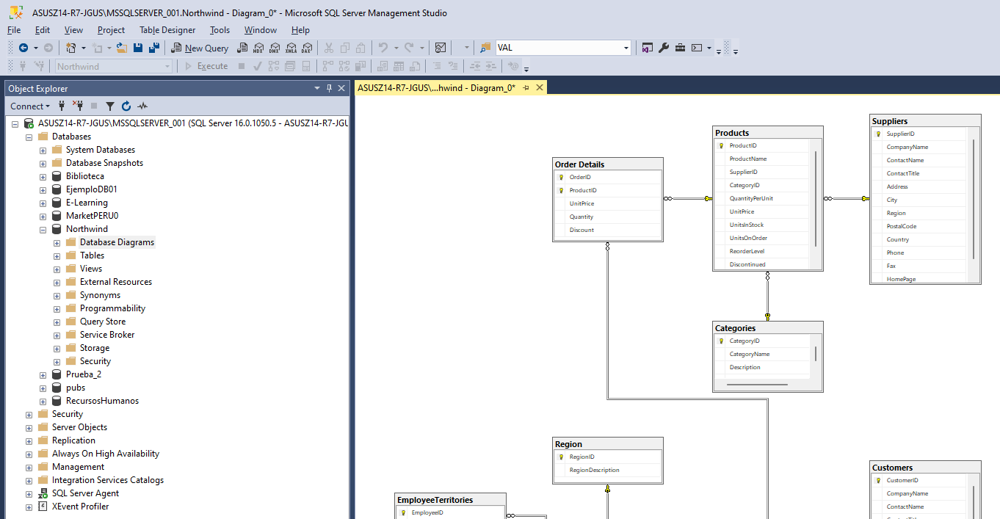 ASUSZ14-R7-JGUS\MSSQLSERVER_001.Northwind - Diagram_0* - Microsoft SQL Server Management Studio
File Edit View Project Table Designer Tools Window Help
New Query MDX DMX XMLA DAX VAL
Northwind Execute
Object Explorer
Connect
ASUSZ14-R7-JGUS\MSSQLSERVER_001 (SQL Server 16.0.1050.5 - ASUSZ14-R7-JGU
Databases
System Databases
Database Snapshots
Biblioteca
EjemploDB01
E-Learning
MarketPERU0
Northwind
Database Diagrams
Tables
Views
External Resources
Synonyms
Programmability
Query Store
Service Broker
Storage
Security
Prueba_2
pubs
RecursosHumanos
Security
Server Objects
Replication
Always On High Availability
Management
Integration Services Catalogs
SQL Server Agent
XEvent Profiler
ASUSZ14-R7-JGUS\...hwind - Diagram_0*
Order Details
OrderID
ProductID
UnitPrice
Quantity
Discount
Products
ProductID
ProductName
SupplierID
CategoryID
QuantityPerUnit
UnitPrice
UnitsInStock
UnitsOnOrder
ReorderLevel
Discontinued
Suppliers
SupplierID
CompanyName
ContactName
ContactTitle
Address
City
Region
PostalCode
Country
Phone
Fax
HomePage
Categories
CategoryID
CategoryName
Description
Region
RegionID
RegionDescription
EmployeeTerritories
EmployeeID
Customers
CustomerID
CompanyName
ContactName